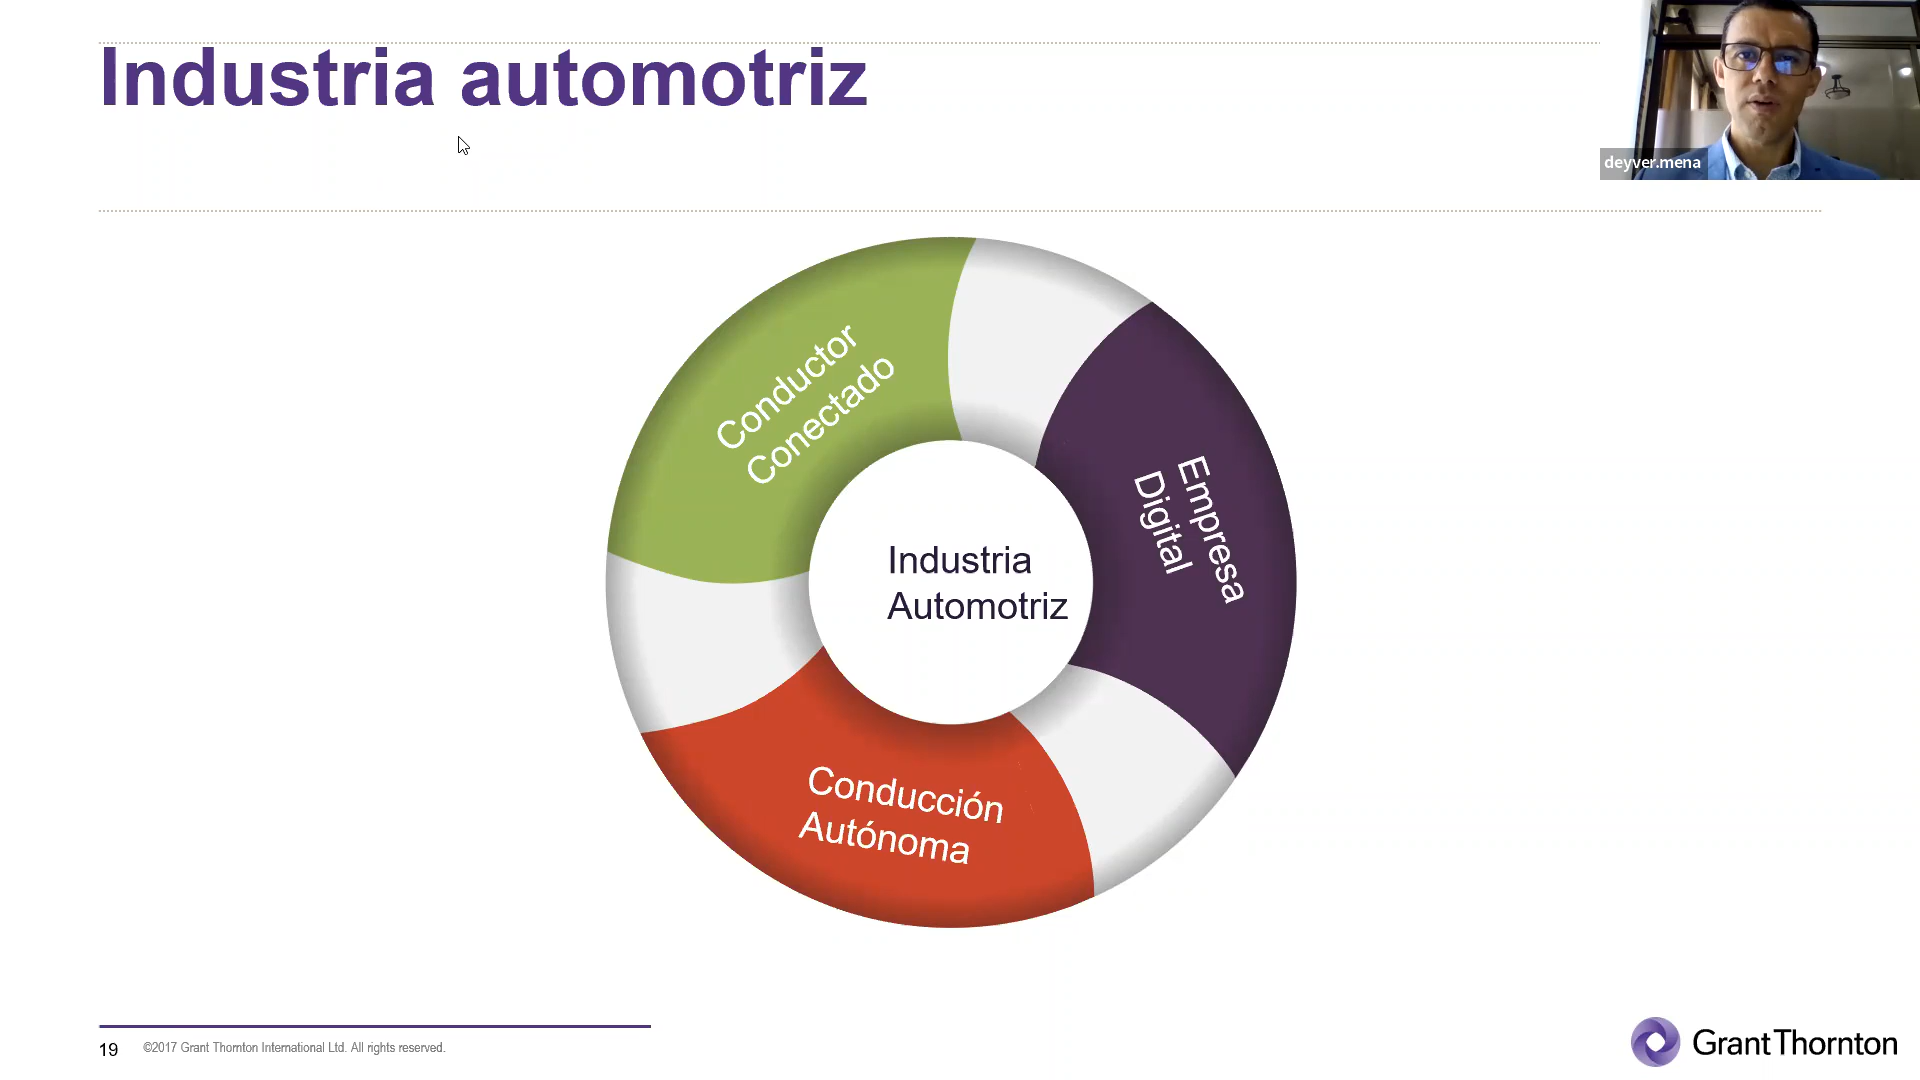 Industria automotriz
deyver.mena
Conductor
Conectado
Empresa
Digital
Industria
Automotriz
Conducción
Autónoma
19
©2017 Grant Thornton International Ltd. All rights reserved.
Grant Thornton